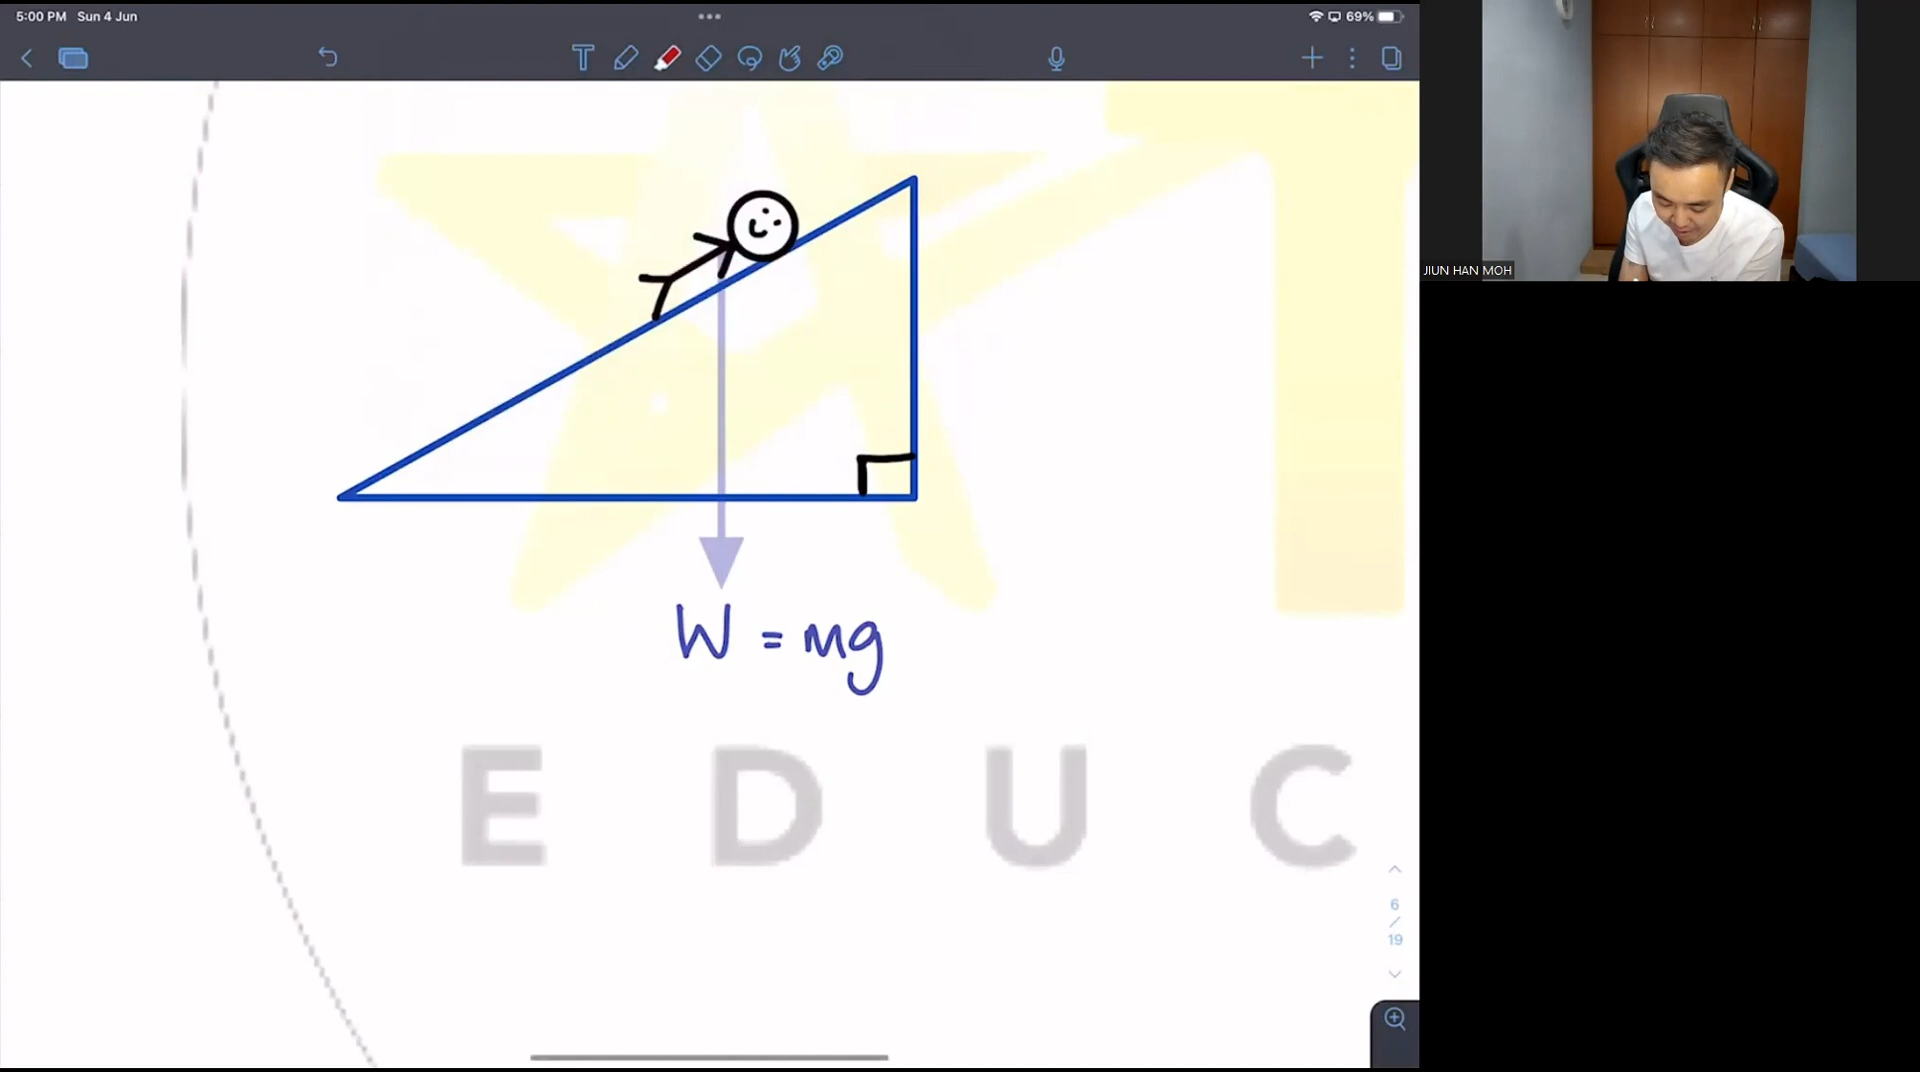 5:00 PM Sun 4 Jun
69%
T
JIUN HAN MOH
W = mg
E D U C
6
/
19